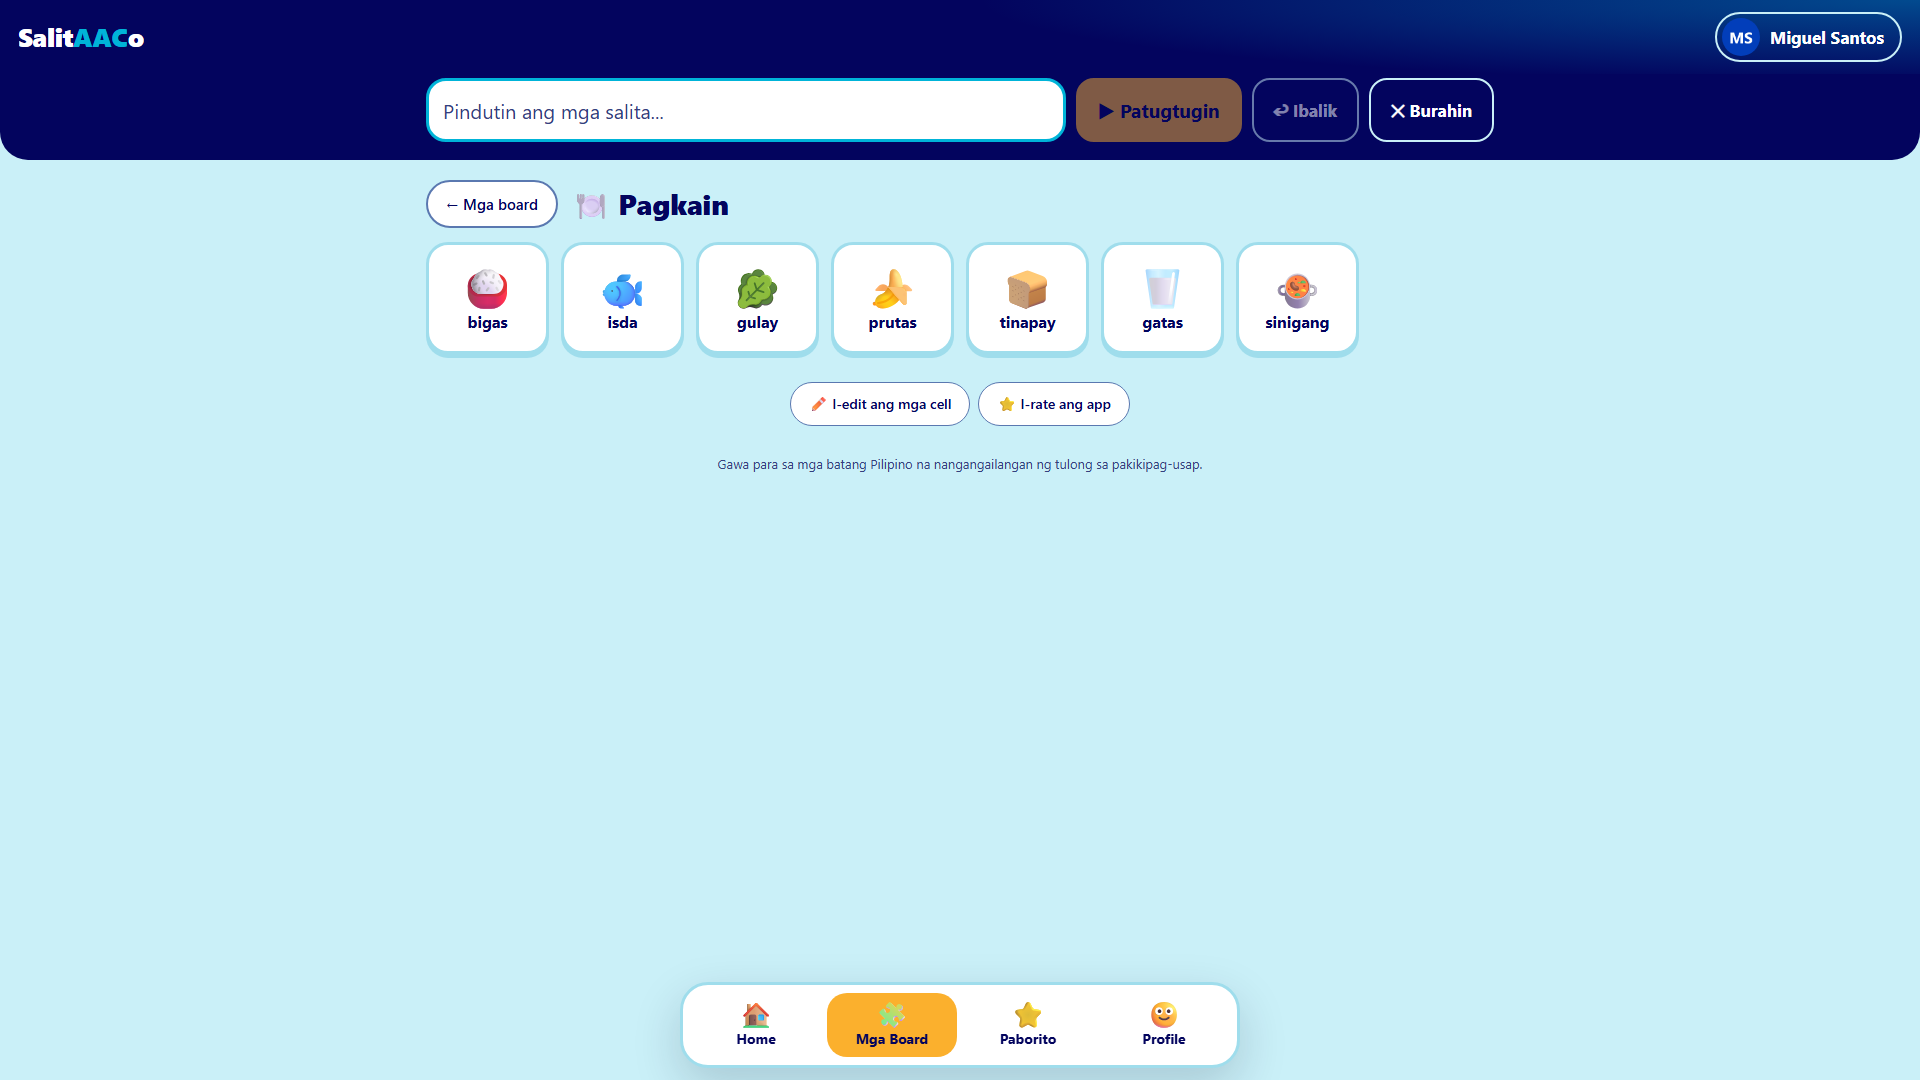 SalitAACo
MS Miguel Santos
Pindutin ang mga salita...
▶ Patugtugin
↩ Ibalik
✕ Burahin
← Mga board
Pagkain
bigas
isda
gulay
prutas
tinapay
gatas
sinigang
I-edit ang mga cell
I-rate ang app
Gawa para sa mga batang Pilipino na nangangailangan ng tulong sa pakikipag-usap.
Home
Mga Board
Paborito
Profile